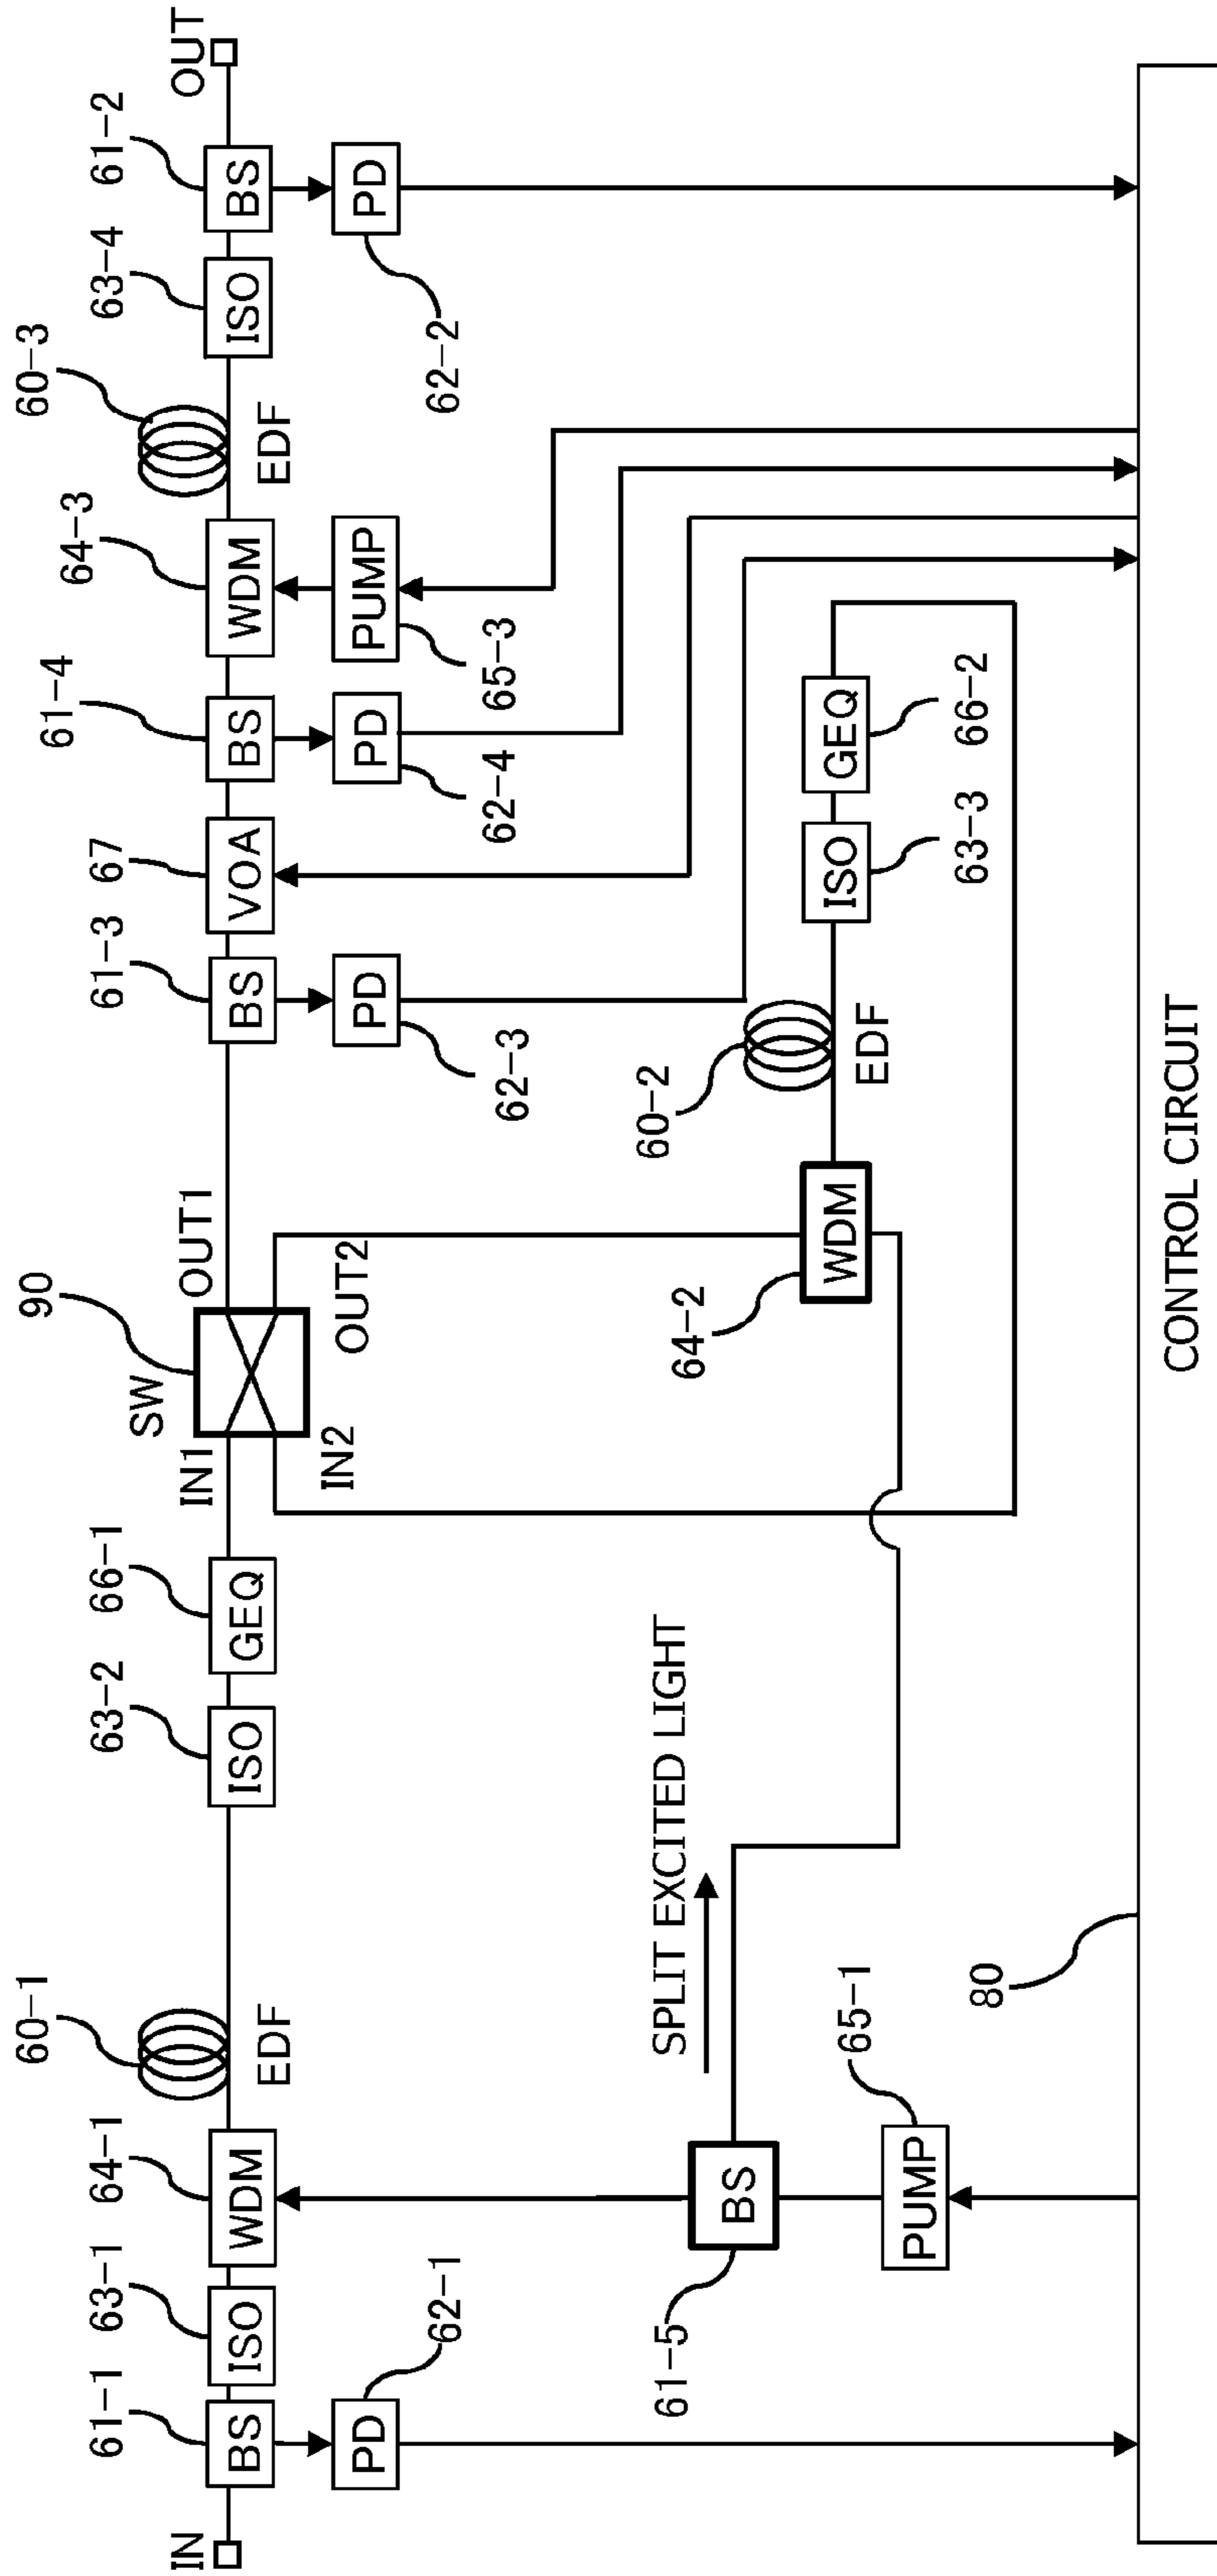 IN
61-1
BS
63-1
ISO
64-1
WDM
60-1
EDF
63-2
ISO
66-1
GEQ
IN1
SW
90
OUT1
IN2
OUT2
61-3
BS
67
VOA
61-4
BS
64-3
WDM
60-3
EDF
63-4
ISO
61-2
BS
OUT
PD
62-1
PD
62-3
PD
62-4
PUMP
65-3
PD
62-2
61-5
BS
SPLIT EXCITED LIGHT
64-2
WDM
60-2
EDF
ISO
63-3
GEQ
66-2
PUMP
65-1
80
CONTROL CIRCUIT